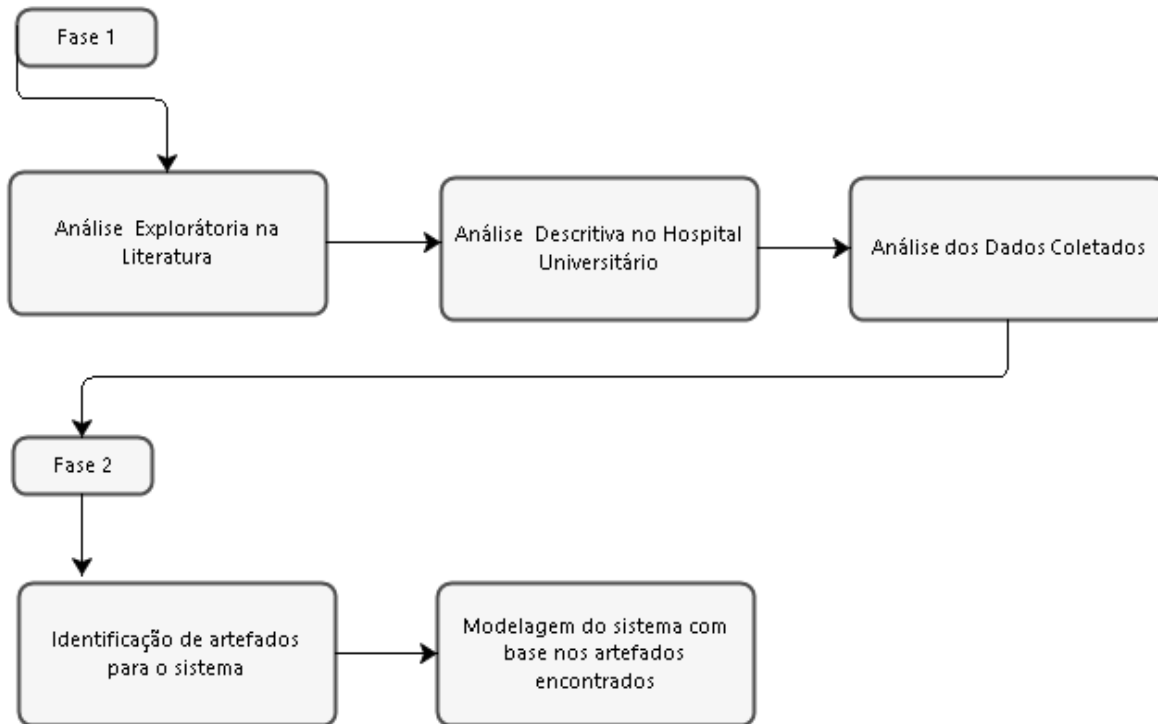 Fase 1
Análise Explorátoria na
Literatura
Análise Descritiva no Hospital
Universitário
Análise dos Dados Coletados
Fase 2
Identificação de artefados
para o sistema
Modelagem do sistema com
base nos artefados
encontrados